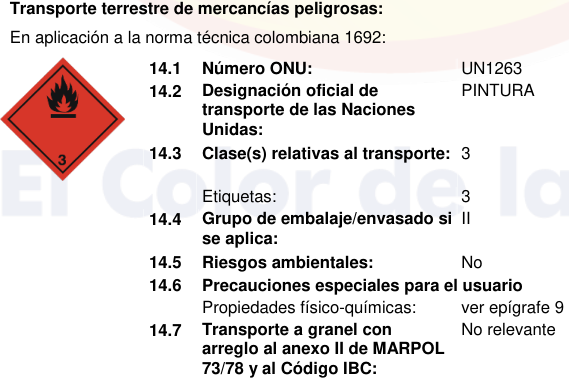 Transporte terrestre de mercancías peligrosas:
En aplicación a la norma técnica colombiana 1692:
14.1 Número ONU: UN1263
14.2 Designación oficial de PINTURA
transporte de las Naciones
Unidas:
14.3 Clase(s) relativas al transporte: 3
3
Etiquetas: 3
14.4 Grupo de embalaje/envasado si II
se aplica:
14.5 Riesgos ambientales: No
14.6 Precauciones especiales para el usuario
Propiedades físico-químicas: ver epígrafe 9
14.7 Transporte a granel con No relevante
arreglo al anexo II de MARPOL
73/78 y al Código IBC:
El Color de la